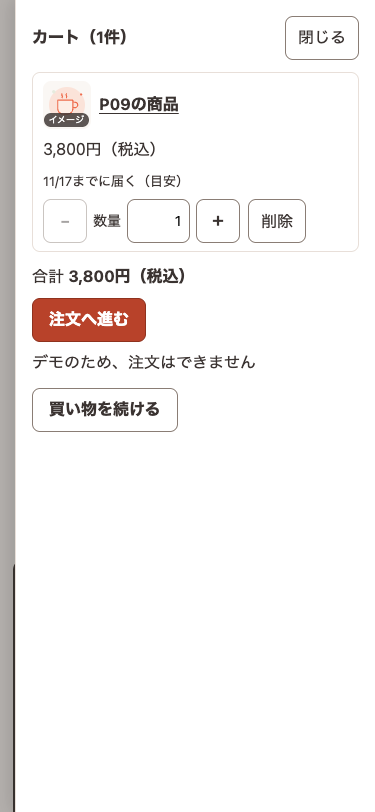 カート（1件）
閉じる
イメージ
P09の商品
3,800円（税込）
11/17までに届く（目安）
− 数量 1 + 削除
合計 3,800円（税込）
注文へ進む
デモのため、注文はできません
買い物を続ける